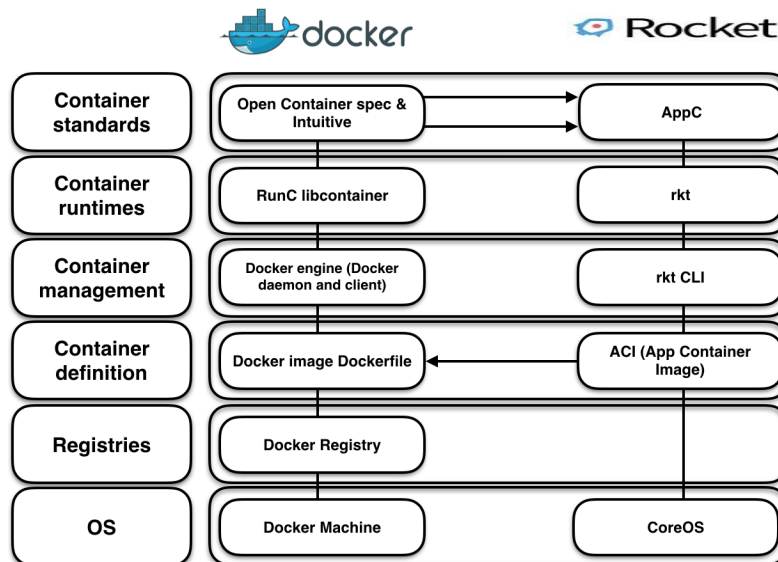 docker
Rocket
Container
standards
Open Container spec &
Intuitive
AppC
Container
runtimes
RunC libcontainer
rkt
Container
management
Docker engine (Docker
daemon and client)
rkt CLI
Container
definition
Docker image Dockerfile
ACI (App Container
Image)
Registries
Docker Registry
OS
Docker Machine
CoreOS